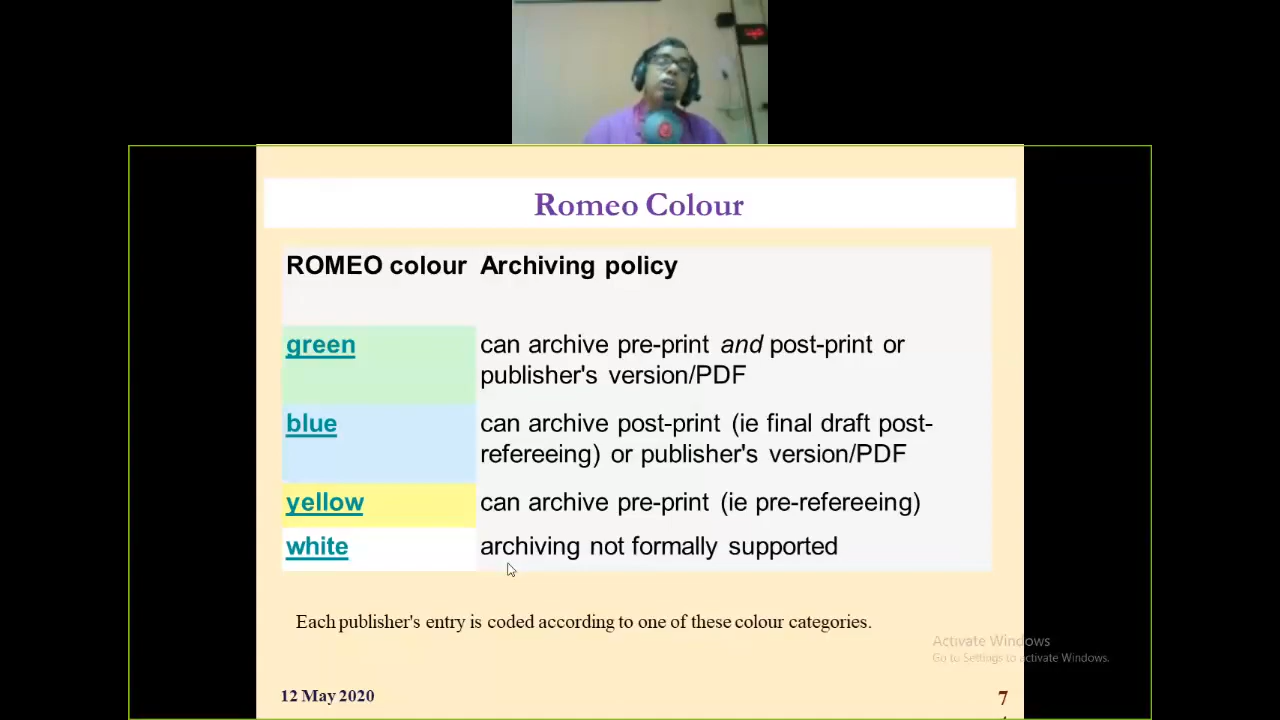 Romeo Colour
ROMEO colour Archiving policy
green can archive pre-print and post-print or
publisher's version/PDF
blue can archive post-print (ie final draft post-
refereeing) or publisher's version/PDF
yellow can archive pre-print (ie pre-refereeing)
white archiving not formally supported
Each publisher's entry is coded according to one of these colour categories.
Activate Windows
Go to Settings to activate Windows.
12 May 2020 7